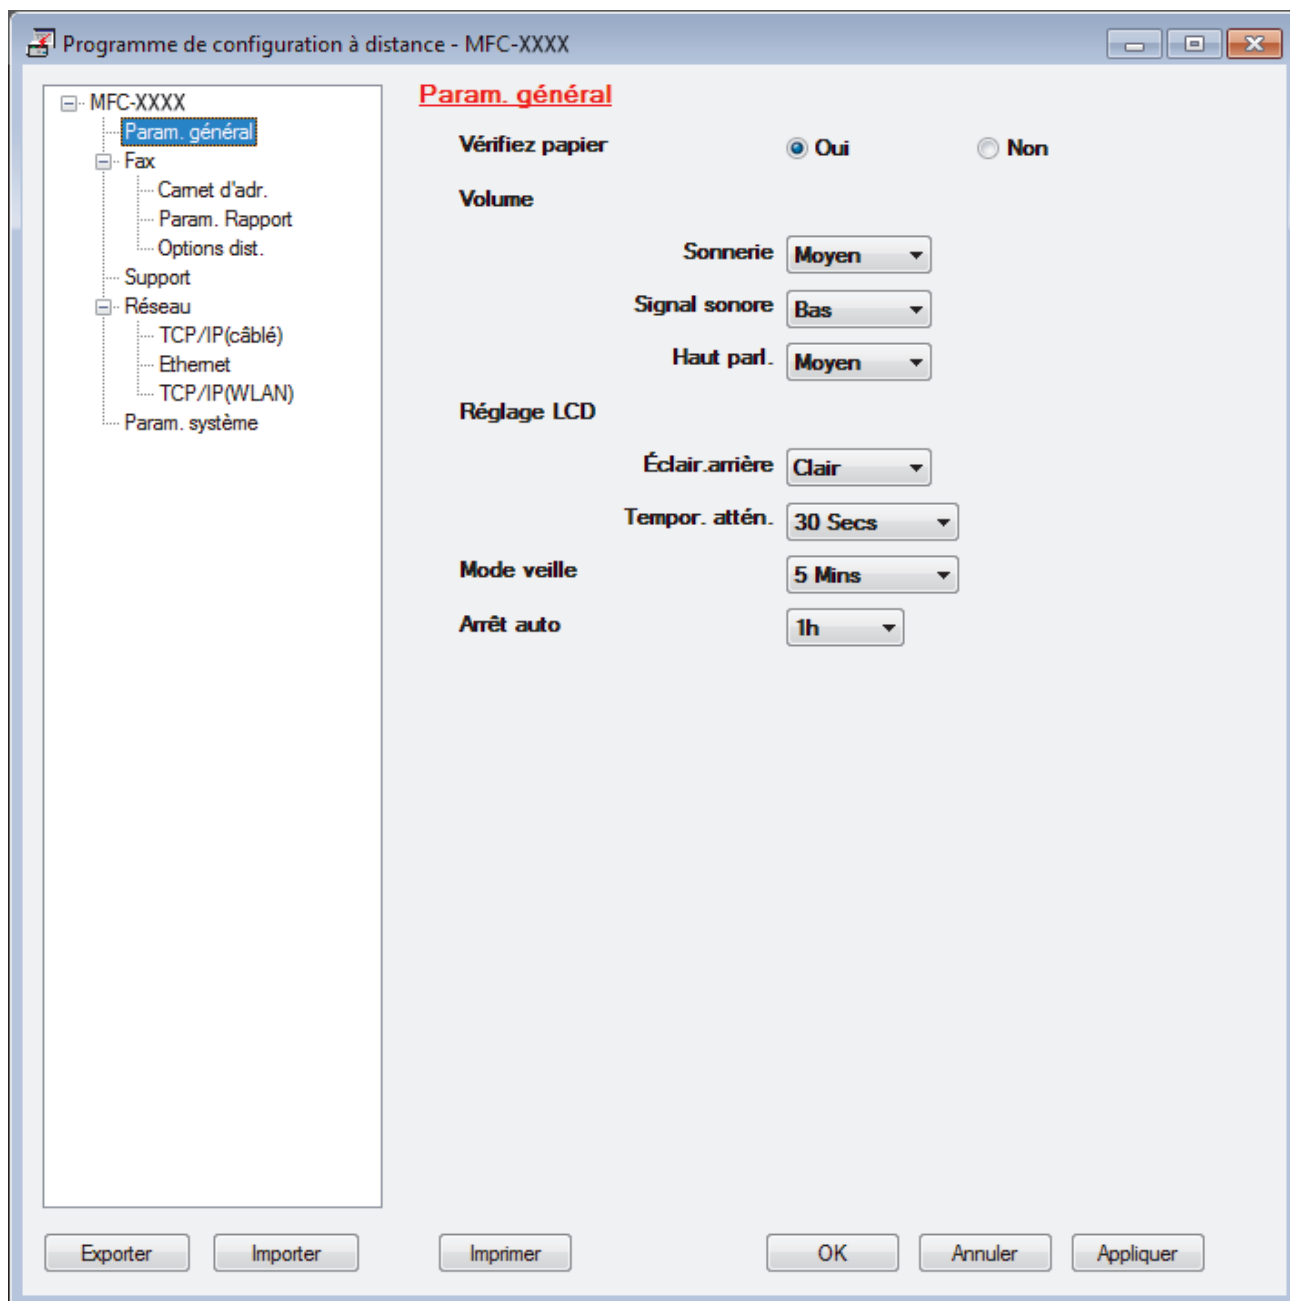 Programme de configuration à distance - MFC-XXXX
MFC-XXXX
Param. général
Fax
Carnet d'adr.
Param. Rapport
Options dist.
Support
Réseau
TCP/IP(câblé)
Ethernet
TCP/IP(WLAN)
Param. système
Param. général
Vérifiez papier Oui Non
Volume
Sonnerie Moyen
Signal sonore Bas
Haut parl. Moyen
Réglage LCD
Éclair.arrière Clair
Tempor. attén. 30 Secs
Mode veille 5 Mins
Arrêt auto 1h
Exporter Importer Imprimer OK Annuler Appliquer